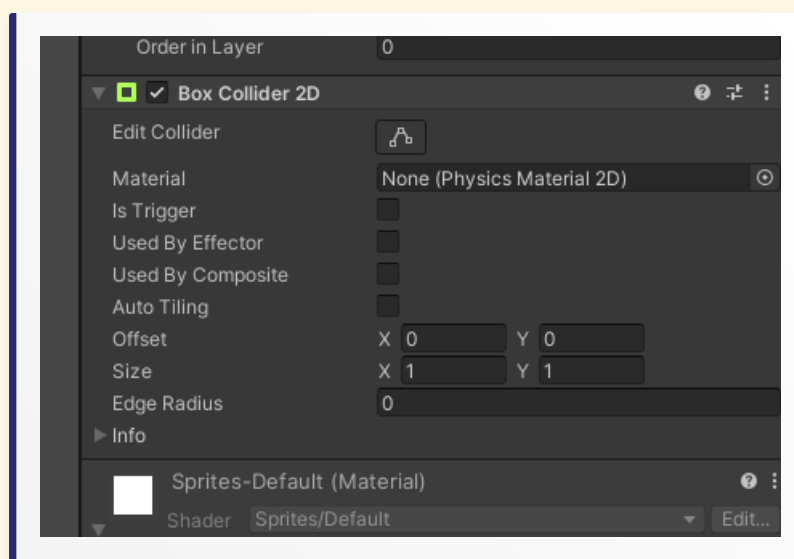 Order in Layer 0
Box Collider 2D
Edit Collider
Material None (Physics Material 2D)
Is Trigger
Used By Effector
Used By Composite
Auto Tiling
Offset X 0 Y 0
Size X 1 Y 1
Edge Radius 0
Info
Sprites-Default (Material)
Shader Sprites/Default Edit...